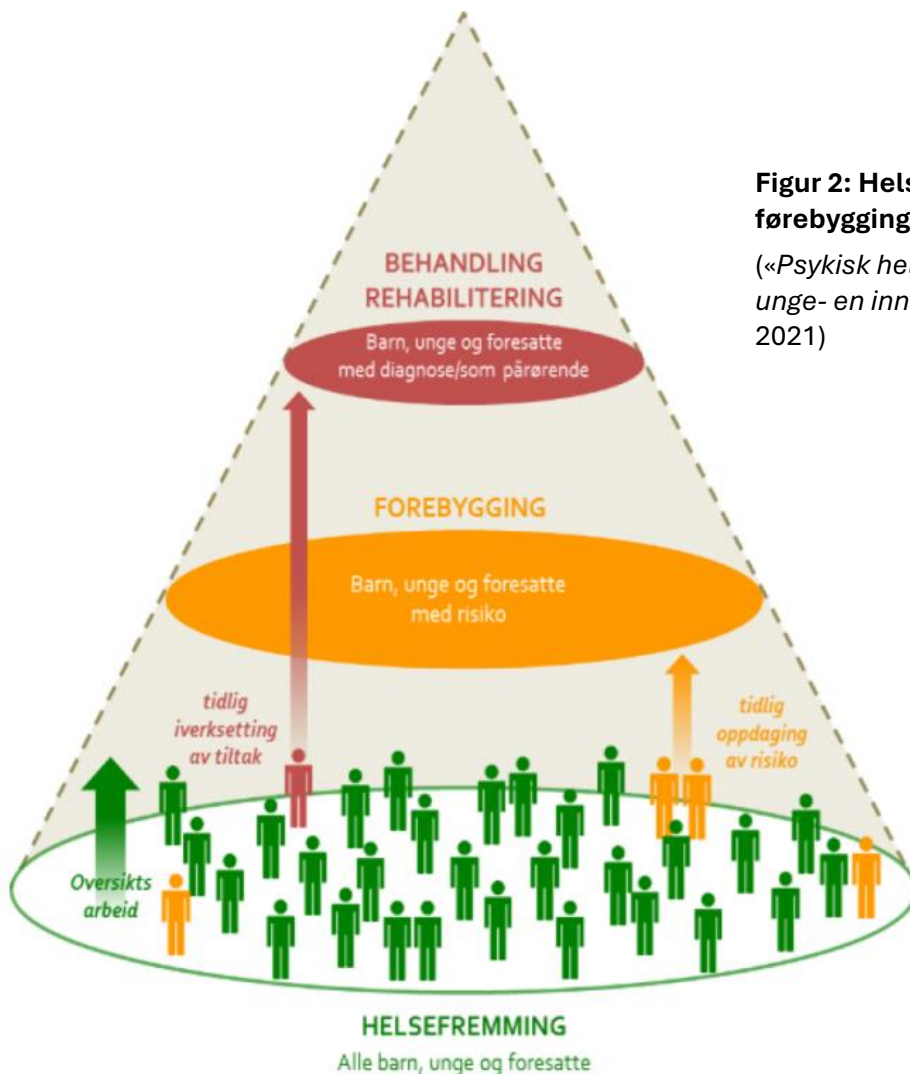 Figur 2: Hels
førebygging
(«Psykisk hel
unge- en inn
2021)
BEHANDLING
REHABILITERING
Barn, unge og foresatte
med diagnose/som pårørende
FOREBYGGING
Barn, unge og foresatte
med risiko
tidlig
iverksetting
av tiltak
tidlig
oppdaging
av risiko
Oversikts
arbeid
HELSEFREMMING
Alle barn, unge og foresatte